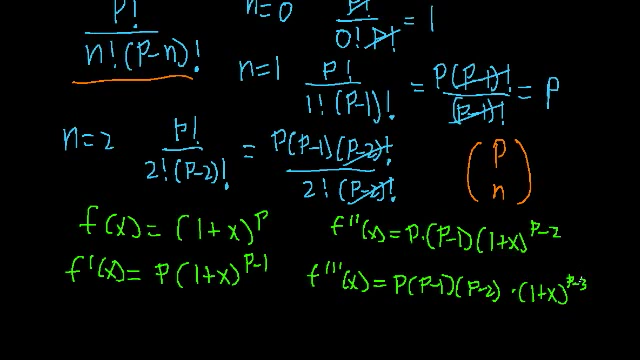 p! / n!(p-n)!
n=0 p! / 0! p! = 1
n=1 p! / 1!(p-1)! = p(p-1)! / (p-1)! = p
n=2 p! / 2!(p-2)! = p(p-1)(p-2)! / 2!(p-2)!
(p n)
f(x) = (1+x)^p
f'(x) = p(1+x)^{p-1}
f''(x) = p·(p-1)(1+x)^{p-2}
f'''(x) = p(p-1)(p-2)·(1+x)^{p-3}